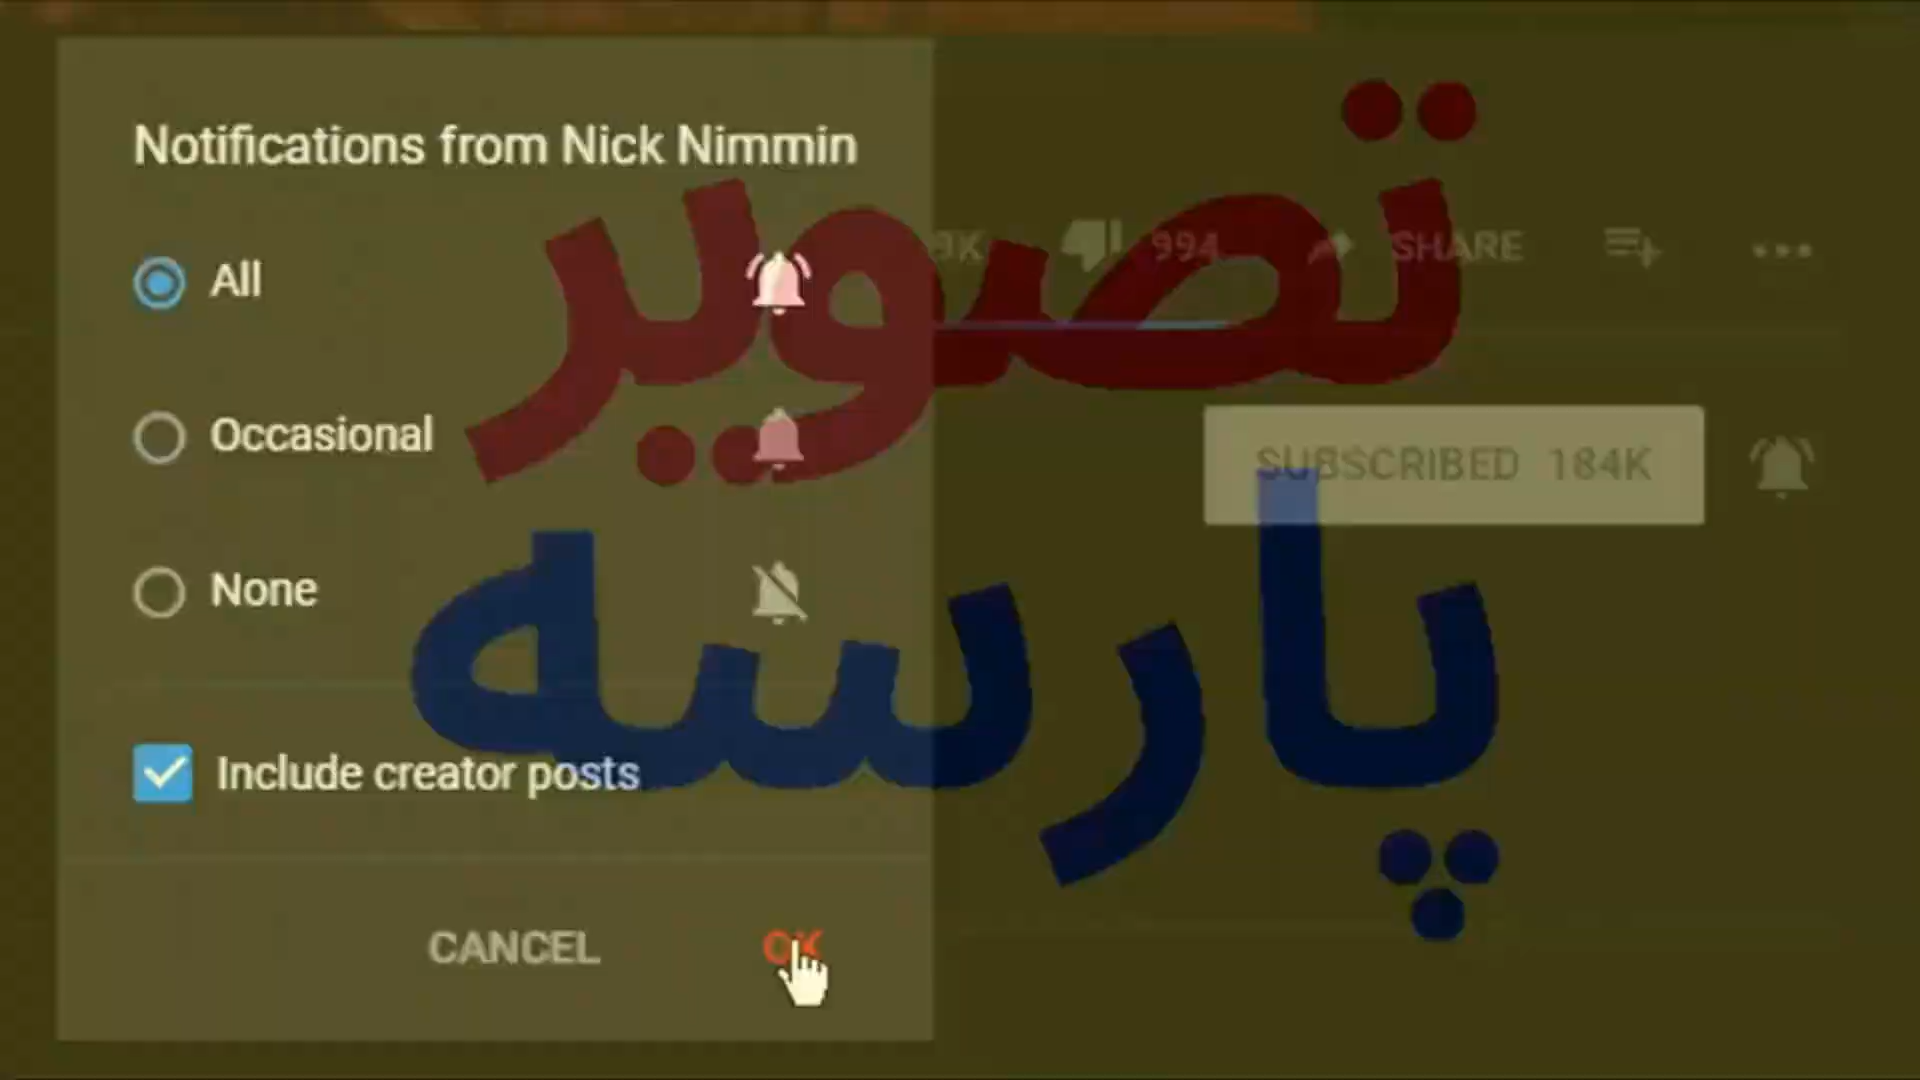 Notifications from Nick Nimmin
All
Occasional
None
Include creator posts
CANCEL OK
994 SHARE
SUBSCRIBED 184K
تصویر
پارسه